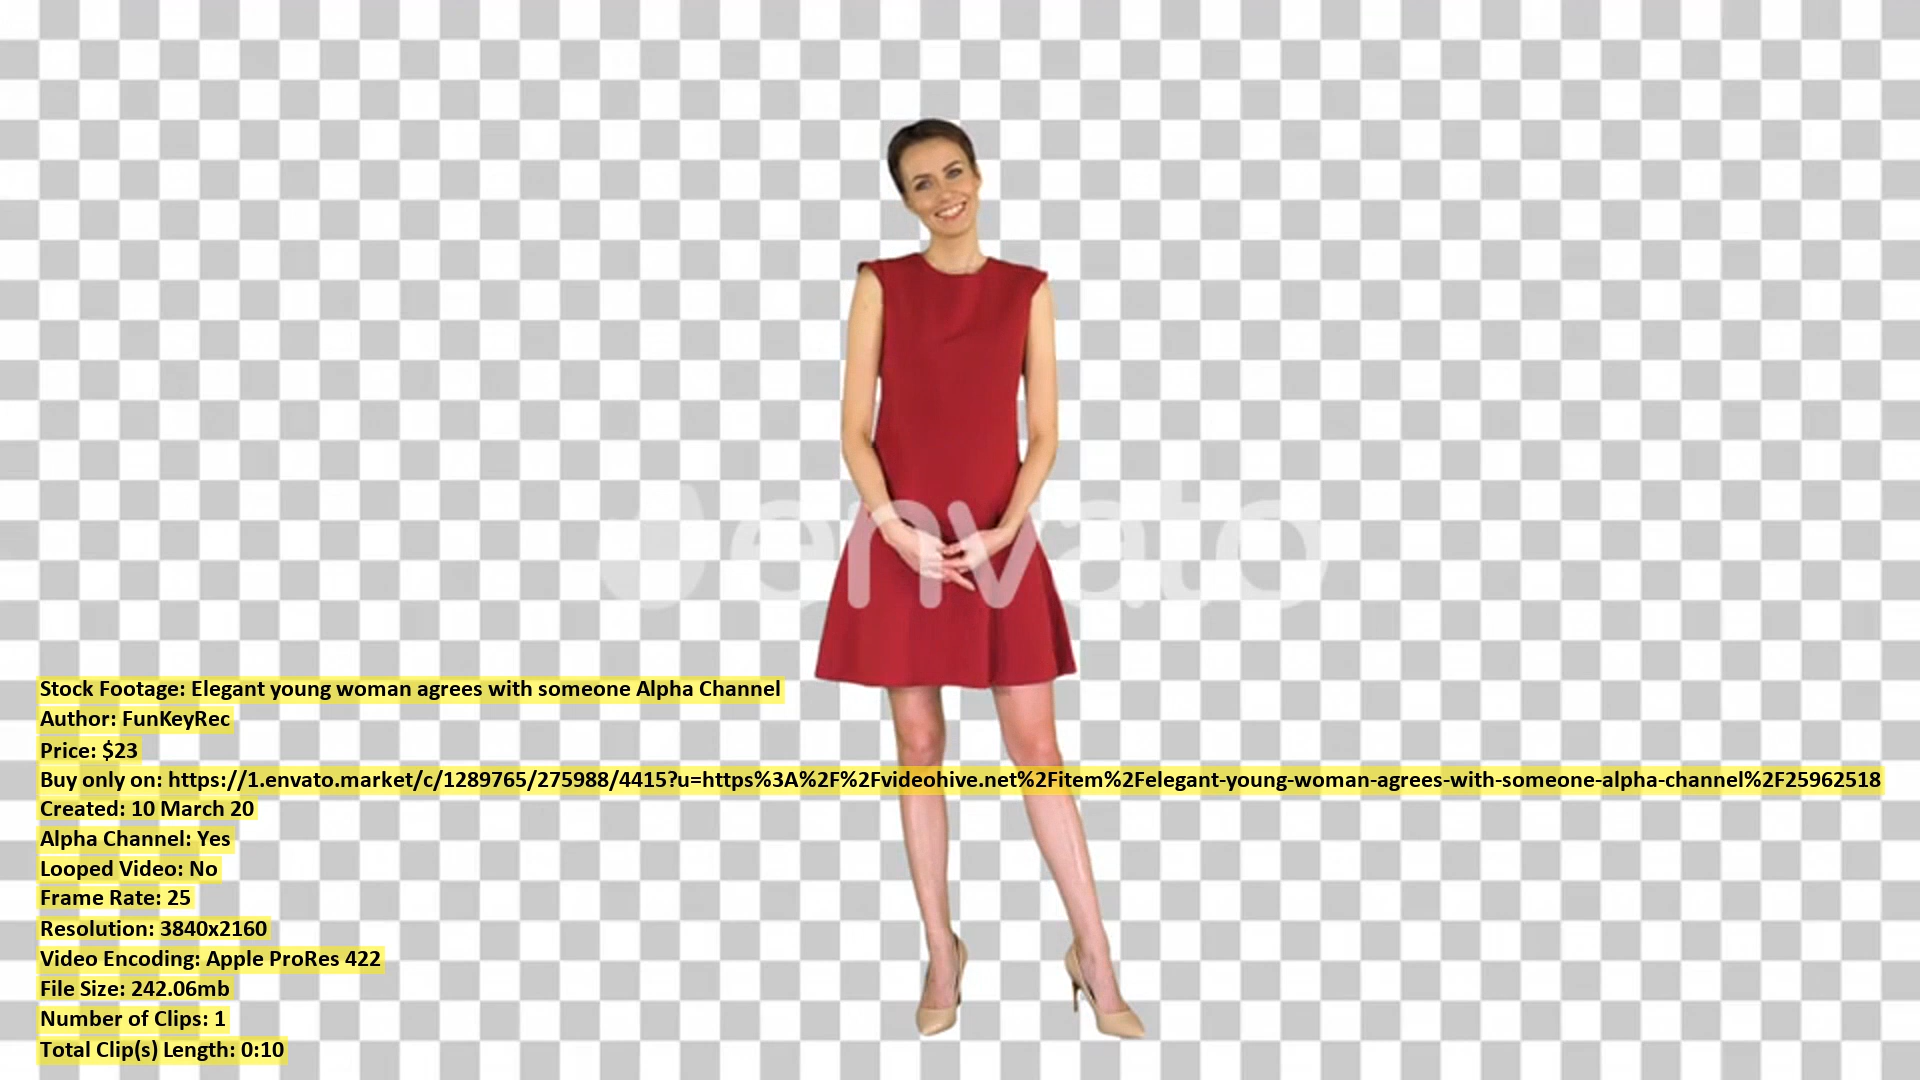 envato
Stock Footage: Elegant young woman agrees with someone Alpha Channel
Author: FunKeyRec
Price: $23
Buy only on: https://1.envato.market/c/1289765/275988/4415?u=https%3A%2F%2Fvideohive.net%2Fitem%2Felegant-young-woman-agrees-with-someone-alpha-channel%2F25962518
Created: 10 March 20
Alpha Channel: Yes
Looped Video: No
Frame Rate: 25
Resolution: 3840x2160
Video Encoding: Apple ProRes 422
File Size: 242.06mb
Number of Clips: 1
Total Clip(s) Length: 0:10